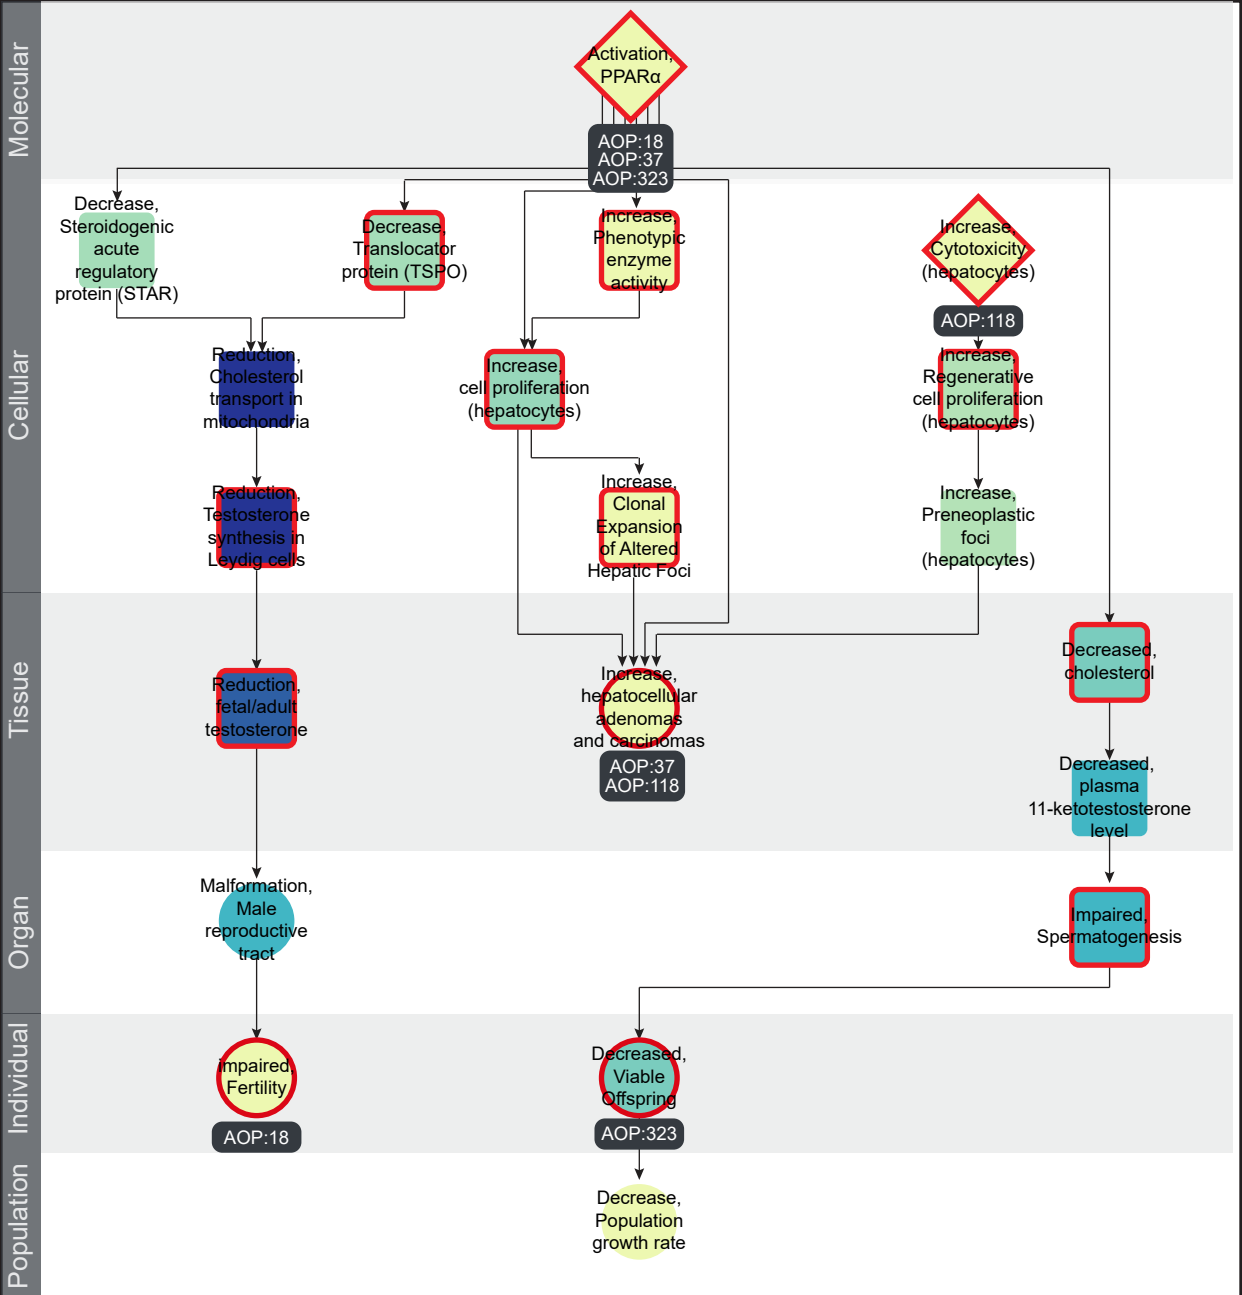 Molecular
Activation,
PPARα
AOP:18
AOP:37
AOP:323
Cellular
Decrease,
Steroidogenic
acute
regulatory
protein (STAR)
Decrease,
Translocator
protein (TSPO)
Increase,
Phenotypic
enzyme
activity
Increase,
Cytotoxicity
(hepatocytes)
AOP:118
Reduction,
Cholesterol
transport in
mitochondria
Increase,
cell proliferation
(hepatocytes)
Increase,
Regenerative
cell proliferation
(hepatocytes)
Reduction,
Testosterone
synthesis in
Leydig cells
Increase,
Clonal
Expansion
of Altered
Hepatic Foci
Increase,
Preneoplastic
foci
(hepatocytes)
Tissue
Reduction,
fetal/adult
testosterone
Increase,
hepatocellular
adenomas
and carcinomas
AOP:37
AOP:118
Decreased,
cholesterol
Decreased,
plasma
11-ketotestosterone
level
Organ
Malformation,
Male
reproductive
tract
Impaired,
Spermatogenesis
Individual
impaired,
Fertility
AOP:18
Decreased,
Viable
Offspring
AOP:323
Population
Decrease,
Population
growth rate